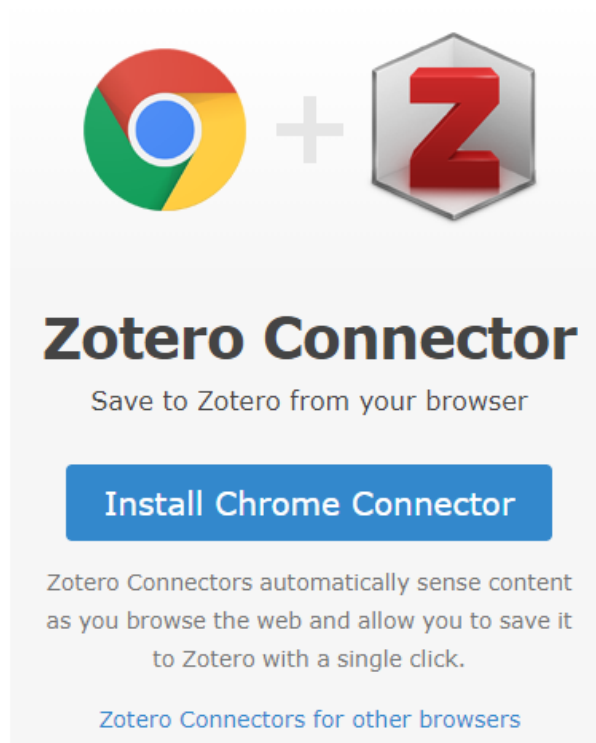 Z
Zotero Connector
Save to Zotero from your browser
Install Chrome Connector
Zotero Connectors automatically sense content
as you browse the web and allow you to save it
to Zotero with a single click.
Zotero Connectors for other browsers